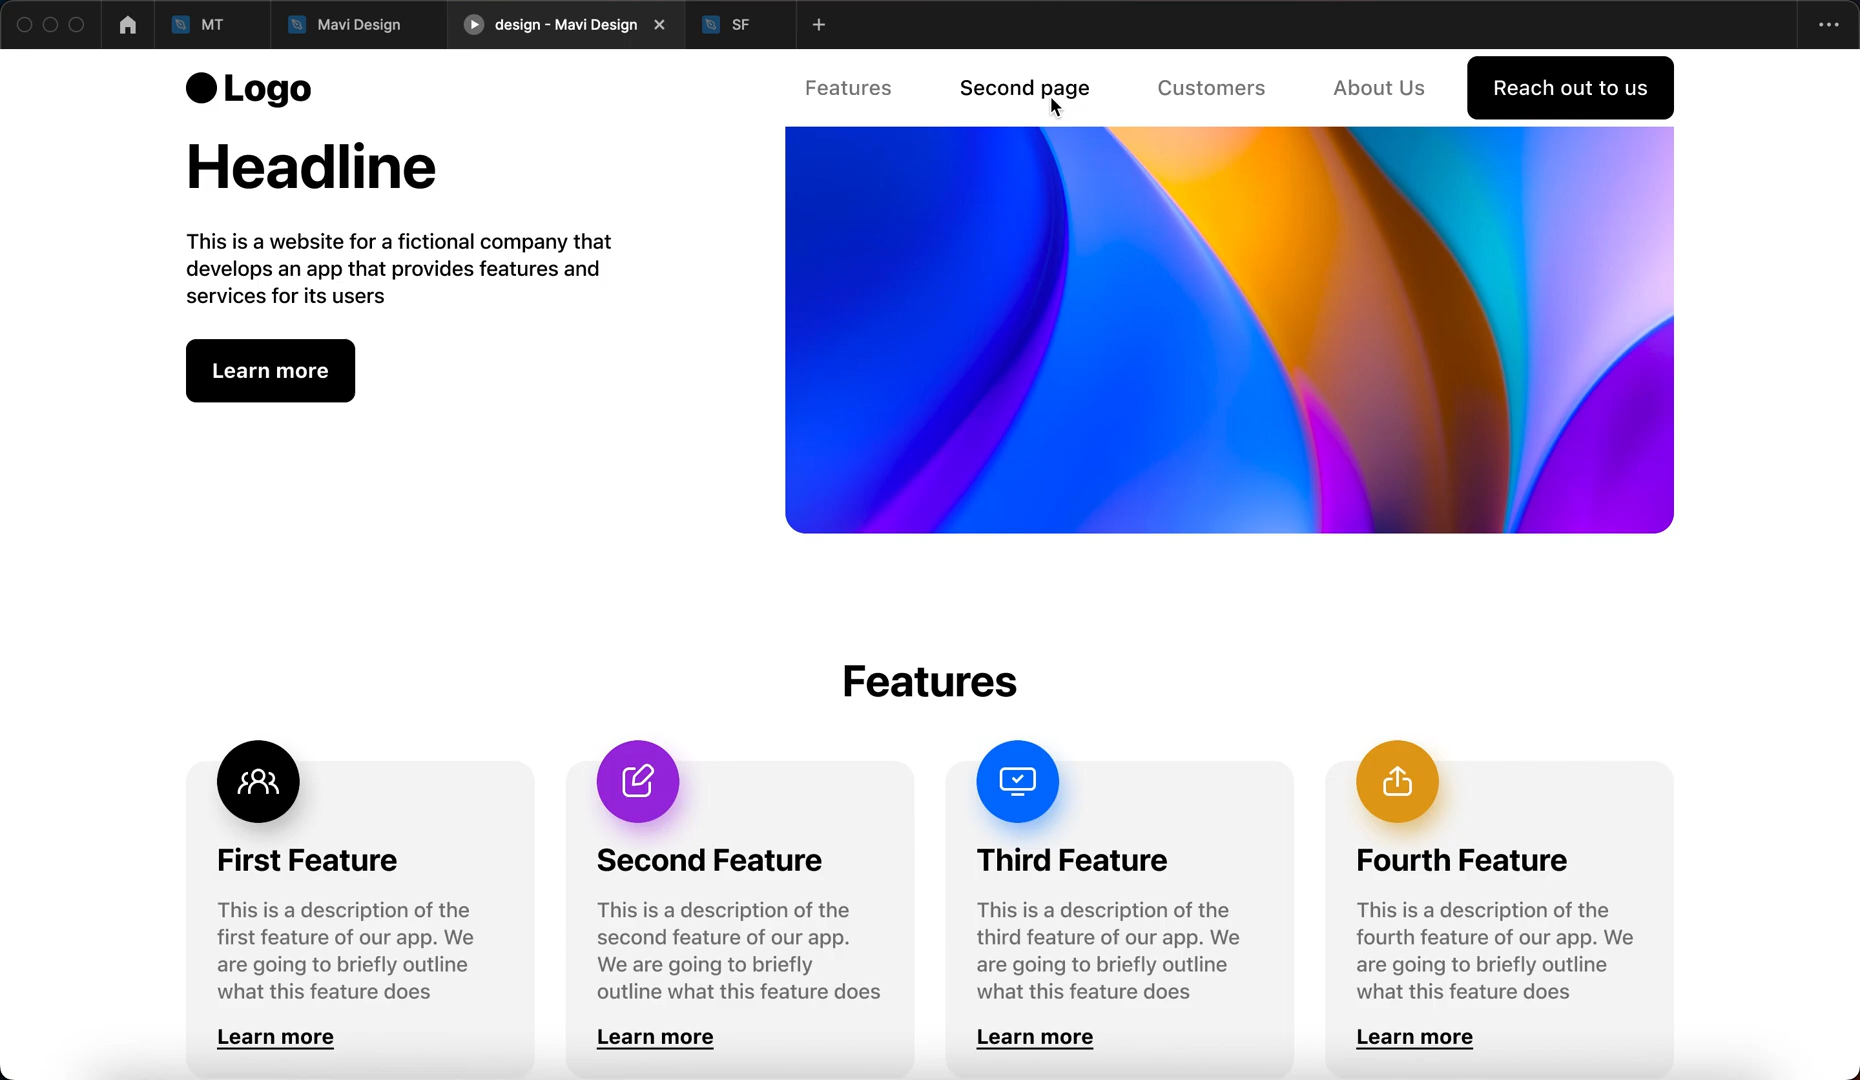 MT
Mavi Design
design - Mavi Design
SF
Logo
Features
Second page
Customers
About Us
Reach out to us
Headline
This is a website for a fictional company that
develops an app that provides features and
services for its users
Learn more
Features
First Feature
This is a description of the
first feature of our app. We
are going to briefly outline
what this feature does
Learn more
Second Feature
This is a description of the
second feature of our app.
We are going to briefly
outline what this feature does
Learn more
Third Feature
This is a description of the
third feature of our app. We
are going to briefly outline
what this feature does
Learn more
Fourth Feature
This is a description of the
fourth feature of our app. We
are going to briefly outline
what this feature does
Learn more